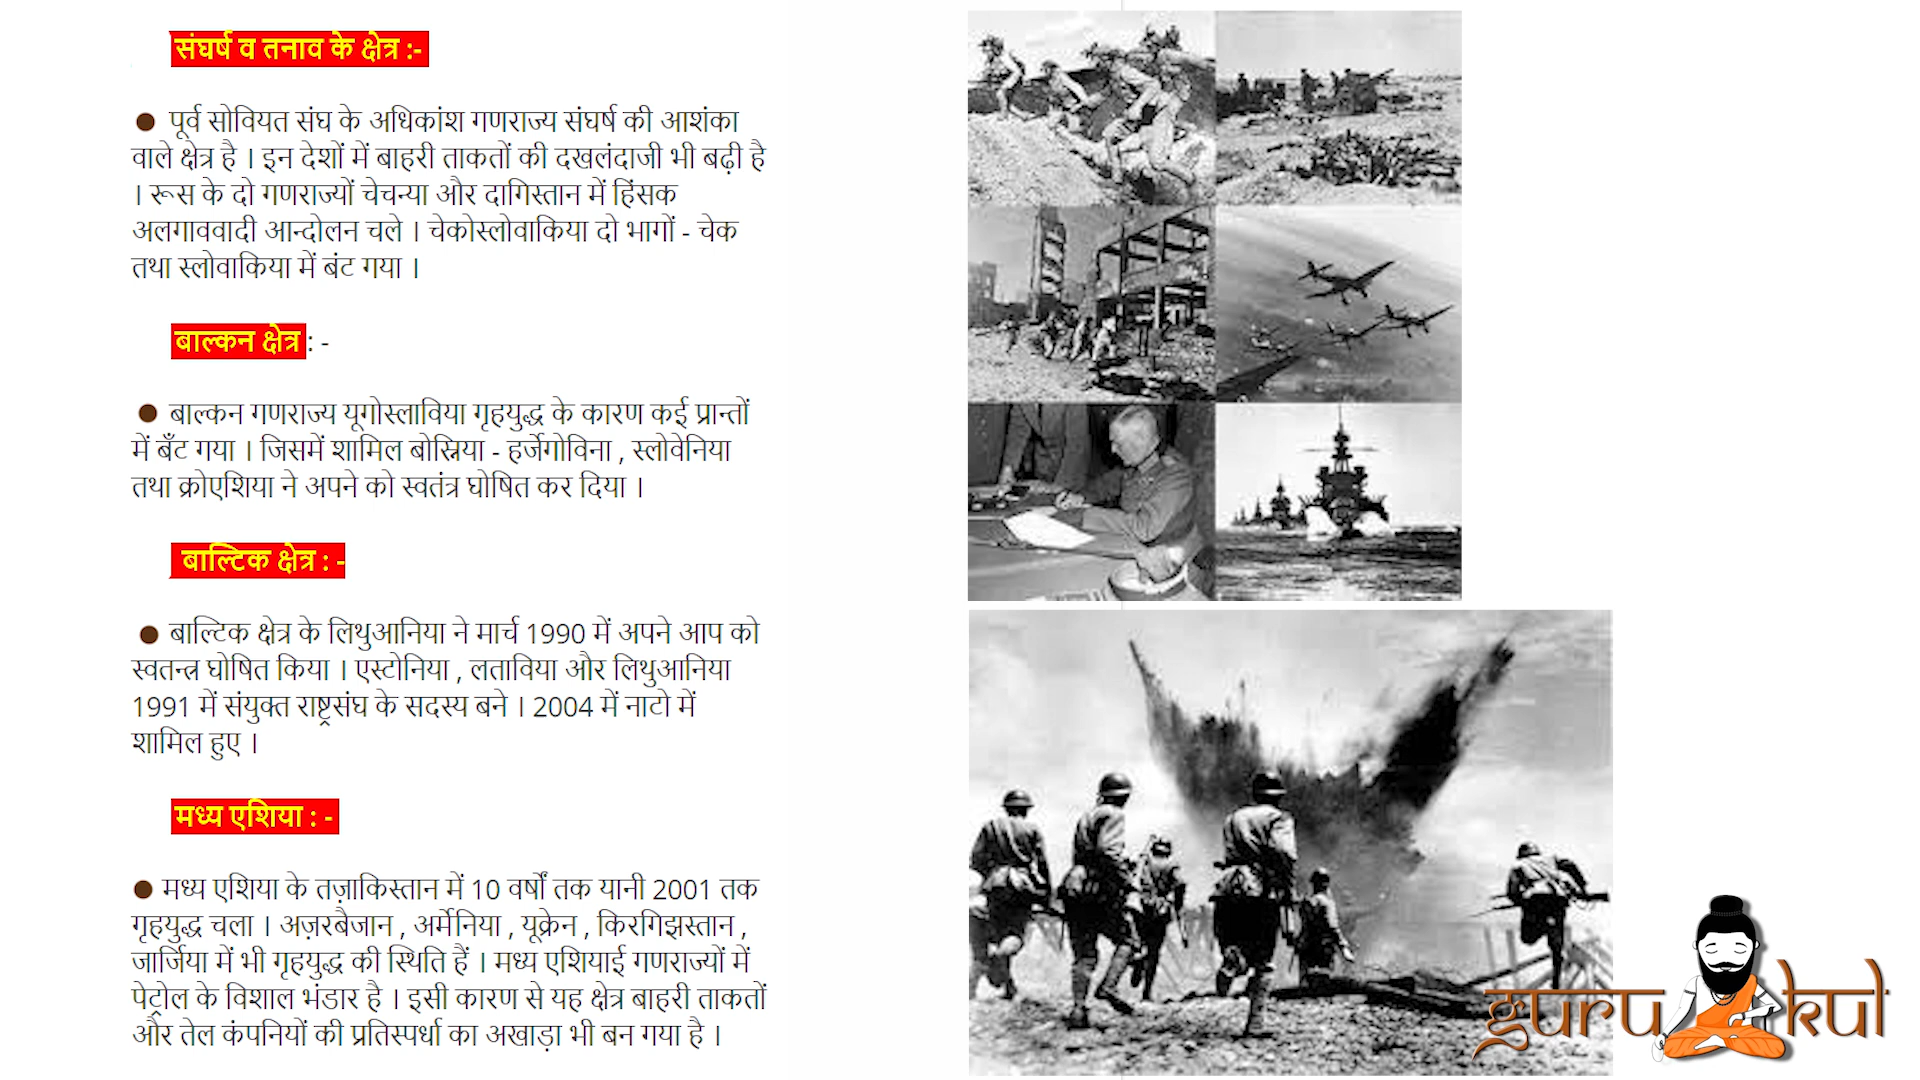 संघर्ष व तनाव के क्षेत्र :-
● पूर्व सोवियत संघ के अधिकांश गणराज्य संघर्ष की आशंका
वाले क्षेत्र है । इन देशों में बाहरी ताकतों की दखलंदाजी भी बढ़ी है
। रूस के दो गणराज्यों चेचन्या और दागिस्तान में हिंसक
अलगाववादी आन्दोलन चले । चेकोस्लोवाकिया दो भागों - चेक
तथा स्लोवाकिया में बंट गया ।
बाल्कन क्षेत्र : -
● बाल्कन गणराज्य यूगोस्लाविया गृहयुद्ध के कारण कई प्रान्तों
में बँट गया । जिसमें शामिल बोस्निया - हर्जेगोविना , स्लोवेनिया
तथा क्रोएशिया ने अपने को स्वतंत्र घोषित कर दिया ।
बाल्टिक क्षेत्र : -
● बाल्टिक क्षेत्र के लिथुआनिया ने मार्च 1990 में अपने आप को
स्वतन्त्र घोषित किया । एस्टोनिया , लताविया और लिथुआनिया
1991 में संयुक्त राष्ट्रसंघ के सदस्य बने । 2004 में नाटो में
शामिल हुए ।
मध्य एशिया : -
● मध्य एशिया के तज़ाकिस्तान में 10 वर्षों तक यानी 2001 तक
गृहयुद्ध चला । अज़रबैजान , अर्मेनिया , यूक्रेन , किरगिझस्तान ,
जार्जिया में भी गृहयुद्ध की स्थिति हैं । मध्य एशियाई गणराज्यों में
पेट्रोल के विशाल भंडार है । इसी कारण से यह क्षेत्र बाहरी ताकतों
और तेल कंपनियों की प्रतिस्पर्धा का अखाड़ा भी बन गया है ।
gurukul